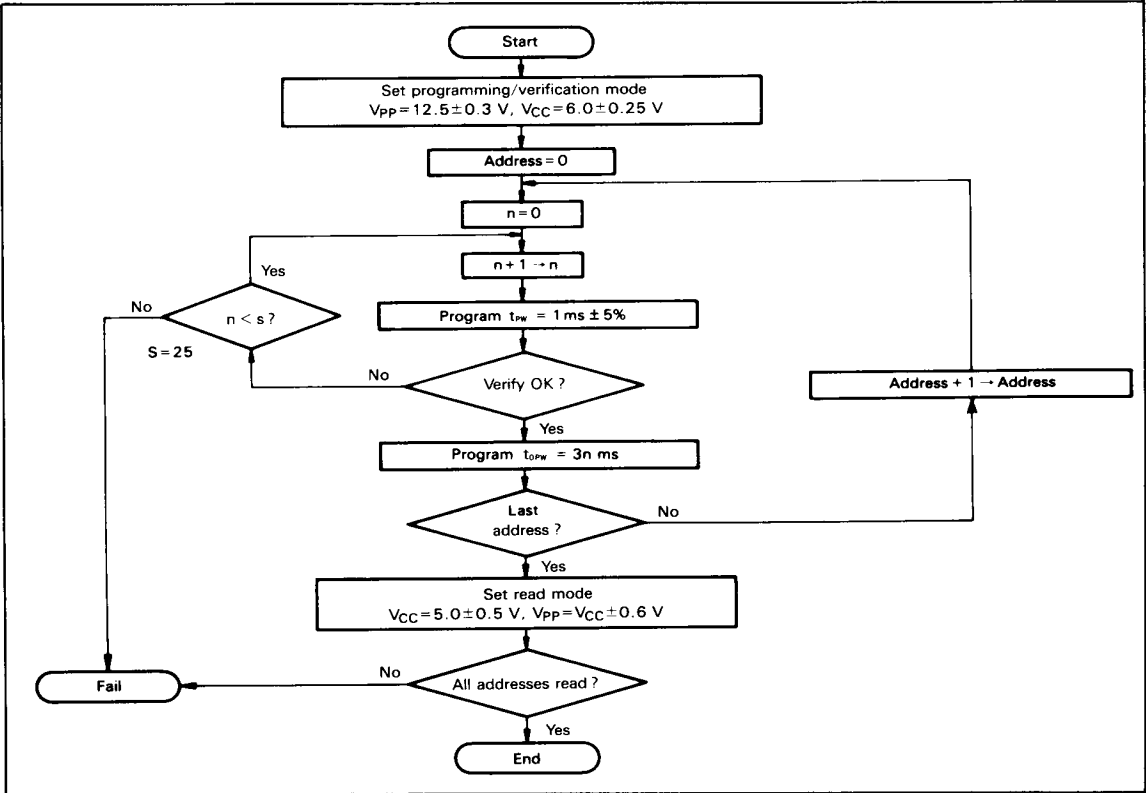 Start
Set programming/verification mode
VPP=12.5±0.3 V, VCC=6.0±0.25 V
Address=0
n=0
n+1→n
Yes
No
n<s?
S=25
Program tPW = 1ms±5%
No
Verify OK?
Yes
Address + 1 → Address
Program tOPW = 3n ms
Last
address?
No
Yes
Set read mode
VCC=5.0±0.5 V, VPP=VCC±0.6 V
No
All addresses read?
Fail
Yes
End